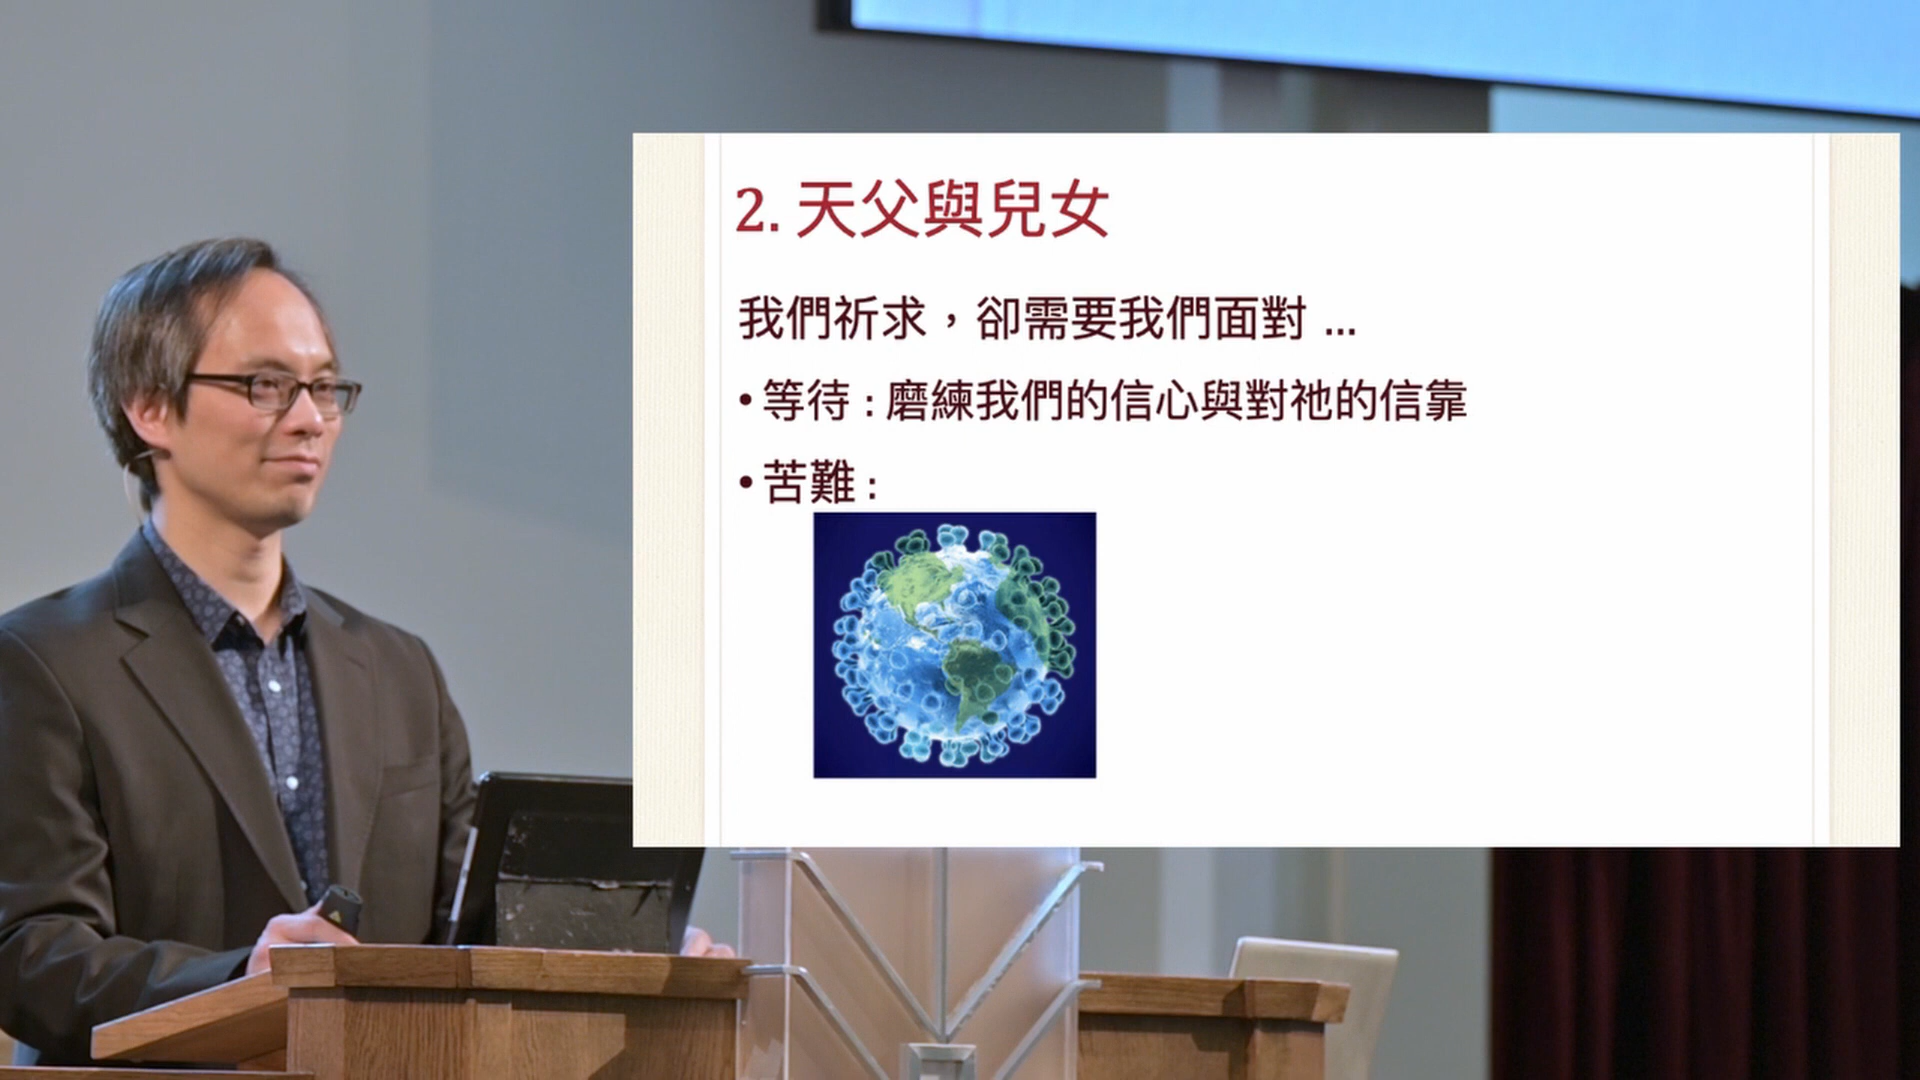 2. 天父與兒女
我們祈求，卻需要我們面對 ...
• 等待 : 磨練我們的信心與對祂的信靠
• 苦難 :